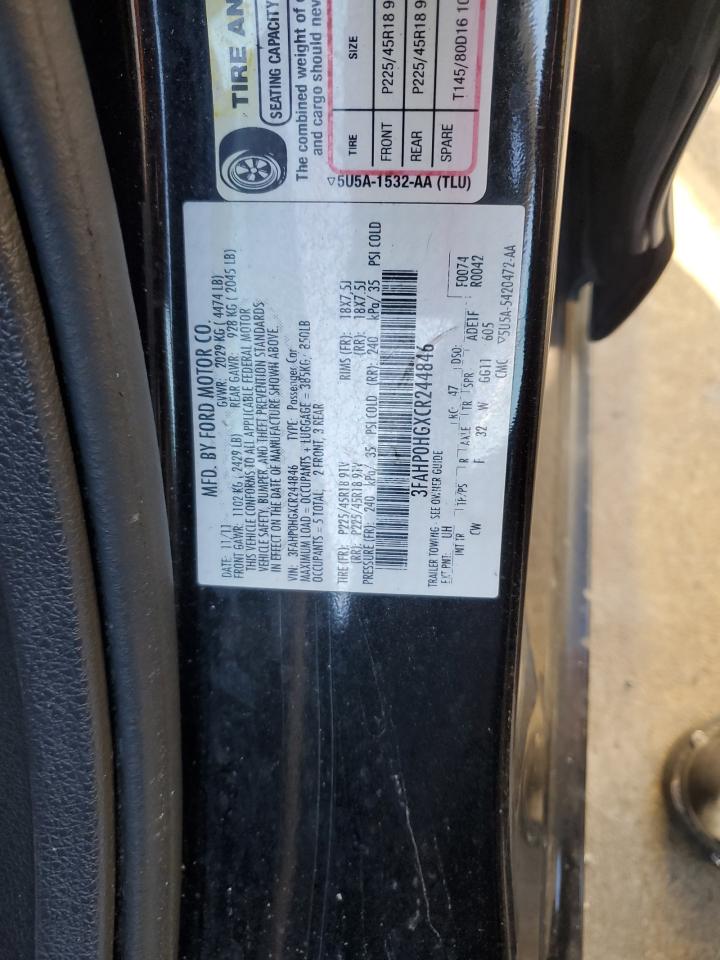 TIRE AN
SEATING CAPACITY
The combined weight of
and cargo should nev
TIRE SIZE
FRONT P225/45R18 9
REAR P225/45R18 9
SPARE T145/80D16 10
5U5A-1532-AA (TLU)
MFD. BY FORD MOTOR CO.
DATE: 11/11 GVWR: 2029 KG ( 4474 LB)
FRONT GAWR: 1102 KG ( 2429 LB) REAR GAWR: 928 KG ( 2045 LB)
THIS VEHICLE CONFORMS TO ALL APPLICABLE FEDERAL MOTOR
VEHICLE SAFETY, BUMPER, AND THEFT PREVENTION STANDARDS
IN EFFECT ON THE DATE OF MANUFACTURE SHOWN ABOVE.
VIN: 3FAHP0HGXCR244846 TYPE: Passenger Car
MAXIMUM LOAD = OCCUPANTS + LUGGAGE = 385KG; 850LB
OCCUPANTS = 5 TOTAL, 2 FRONT, 3 REAR
TIRE (FR): P225/45R18 91V RIMS (FR): 18X7.5J
(RR): P225/45R18 91V (RR): 18X7.5J
PRESSURE (FR): 240 kPa/ 35 PSI COLD (RR): 240 kPa/ 35 PSI COLD
3FAHP0HGXCR244846
TRAILER TOWING - SEE OWNER GUIDE
EXT PNT: UH RC: 47 DSO: F0074
ADE1F R0042
INT TR TP/PS R AXLE TR SPR 605
CW F 32 W GG11
CMC ▽5U5A-5420472-AA